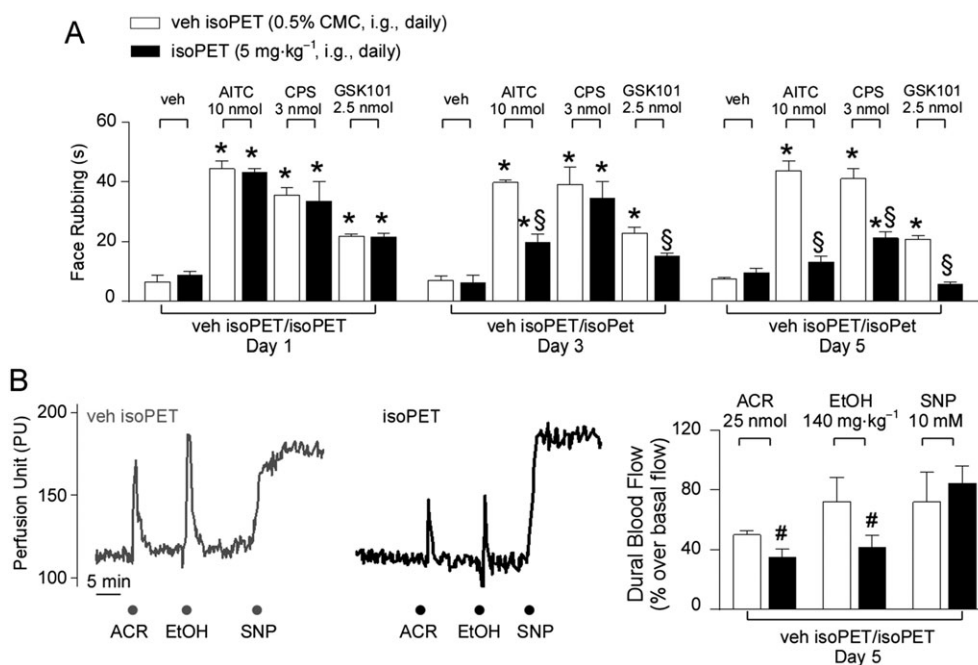 A
veh isoPET (0.5% CMC, i.g., daily)
isoPET (5 mg·kg⁻¹, i.g., daily)
veh
AITC
10 nmol
CPS
3 nmol
GSK101
2.5 nmol
veh
AITC
10 nmol
CPS
3 nmol
GSK101
2.5 nmol
veh
AITC
10 nmol
CPS
3 nmol
GSK101
2.5 nmol
Face Rubbing (s)
60
40
20
0
* * * * * *
* * § * * * §
* § * * § * §
veh isoPET/isoPET
Day 1
veh isoPET/isoPet
Day 3
veh isoPET/isoPet
Day 5
B
veh isoPET
Perfusion Unit (PU)
200
150
100
5 min
ACR
EtOH
SNP
isoPET
ACR
EtOH
SNP
ACR
25 nmol
EtOH
140 mg·kg⁻¹
SNP
10 mM
Dural Blood Flow
(% over basal flow)
120
80
40
0
# #
veh isoPET/isoPET
Day 5